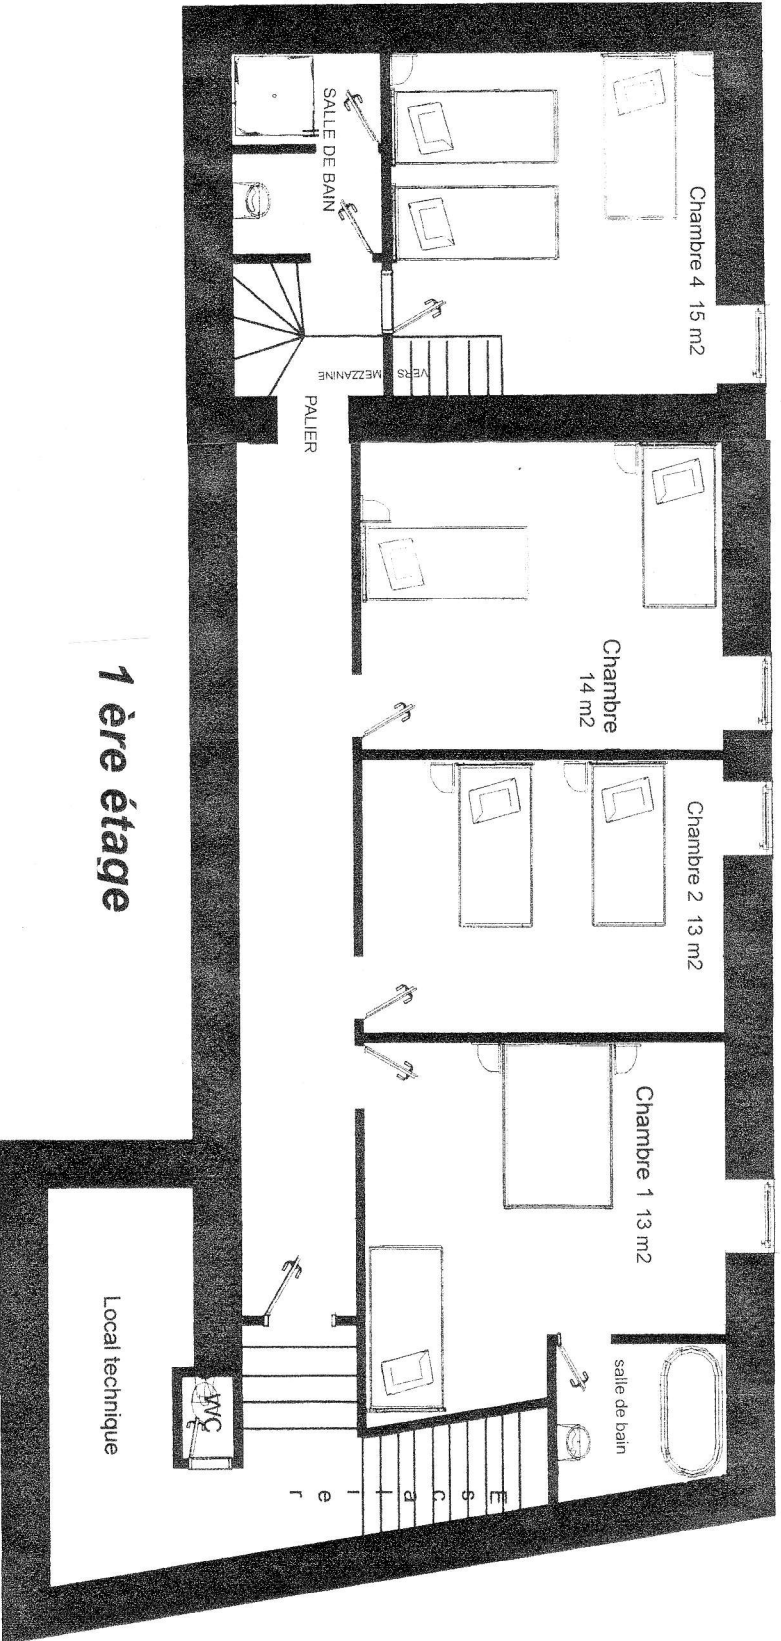 Chambre 4 15 m2
SALLE DE BAIN
VERS MEZZANINE
PALIER
Chambre
14 m2
Chambre 2 13 m2
Chambre 1 13 m2
salle de bain
Escalier
WC
Local technique
1 ère étage